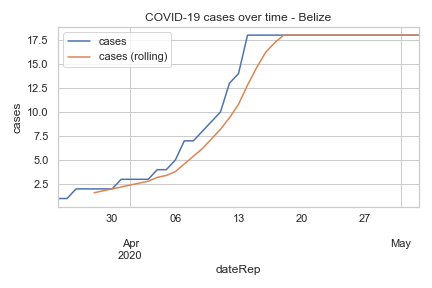 COVID-19 cases over time - Belize
cases
cases (rolling)
17.5
15.0
12.5
10.0
7.5
5.0
2.5
cases
30
06
13
20
27
Apr
2020
May
dateRep